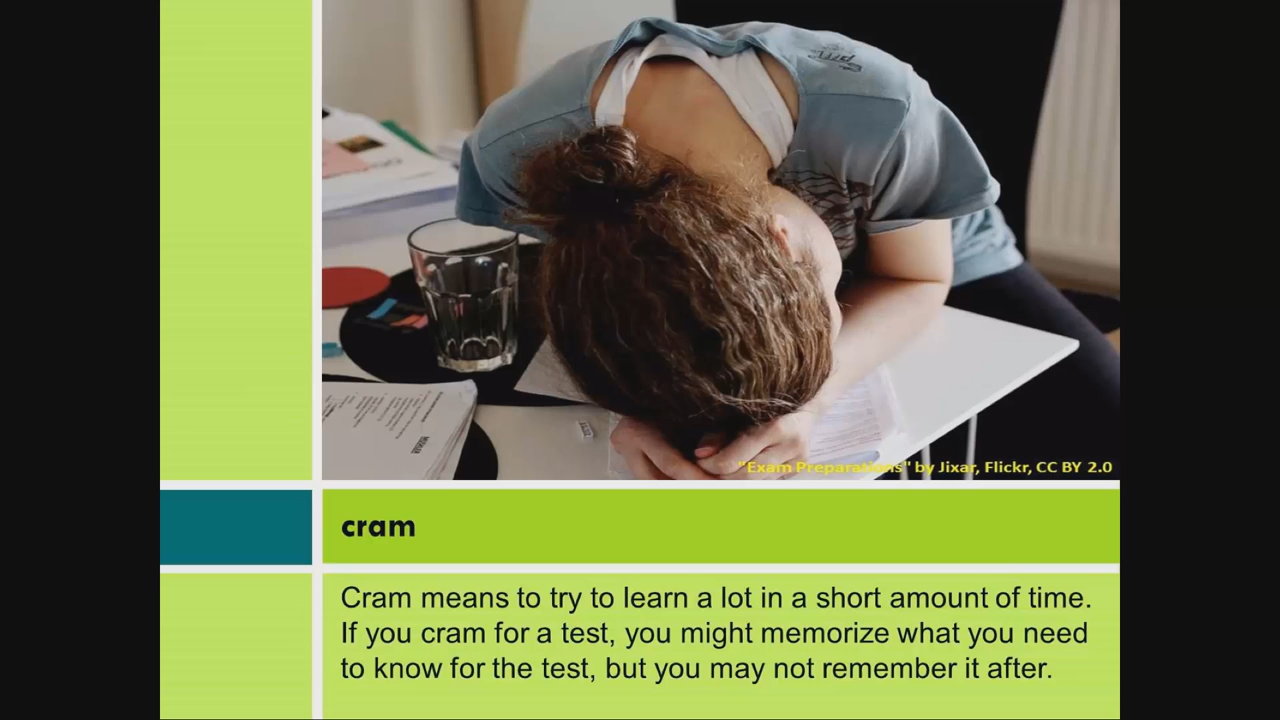 "Exam Preparations" by Jixar, Flickr, CC BY 2.0
cram
Cram means to try to learn a lot in a short amount of time.
If you cram for a test, you might memorize what you need
to know for the test, but you may not remember it after.